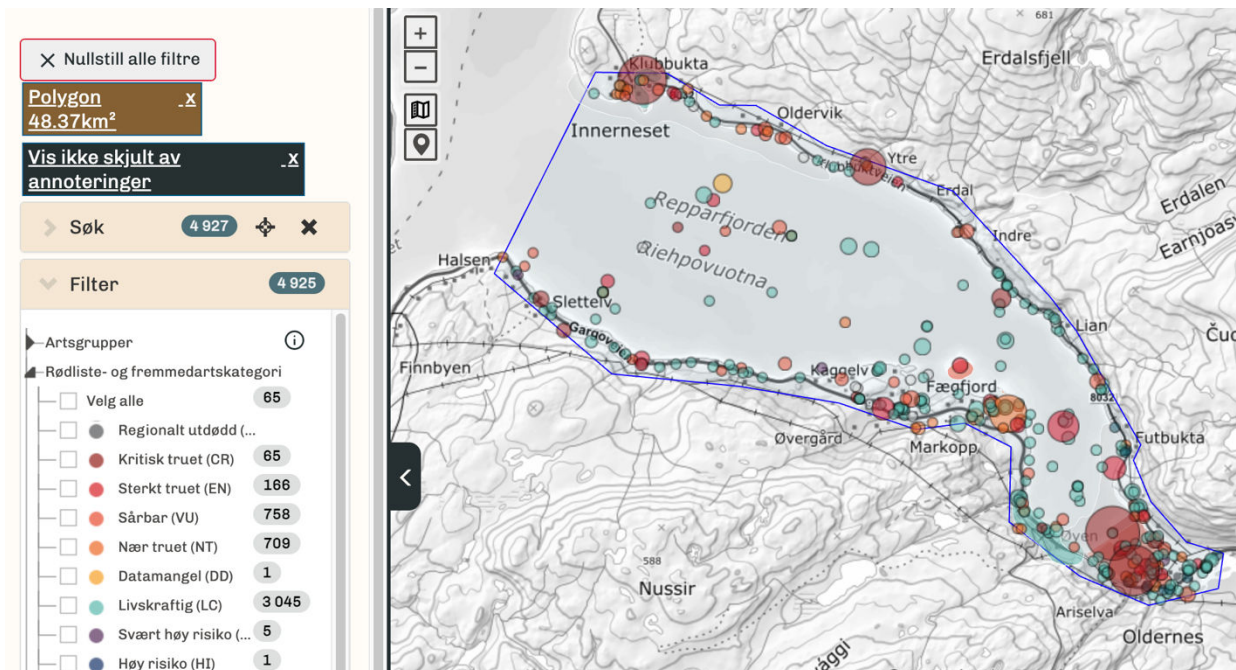 Nullstill alle filtre
Polygon x
48.37km²
Vis ikke skjult av x
annoteringer
Søk 4 927
Filter 4 925
Artsgrupper
Rødliste- og fremmedartskategori
Velg alle 65
Regionalt utdødd (...
Kritisk truet (CR) 65
Sterkt truet (EN) 166
Sårbar (VU) 758
Nær truet (NT) 709
Datamangel (DD) 1
Livskraftig (LC) 3 045
Svært høy risiko (... 5
Høy risiko (HI) 1
681
Erdalsfjell
Klubbukta
Oldervik
Innerneset
Ytre
Erdal
Erdalen
Repparfjorden
Indre
Riehpovuotna
Halsen
Slettelv
Lian
Gargoveien
Finnbyen
Kaggelv
Fægfjord
8032
Øvergård
Markopp
Futbukta
Øyen
588
Nussir
Ariselva
Oldernes